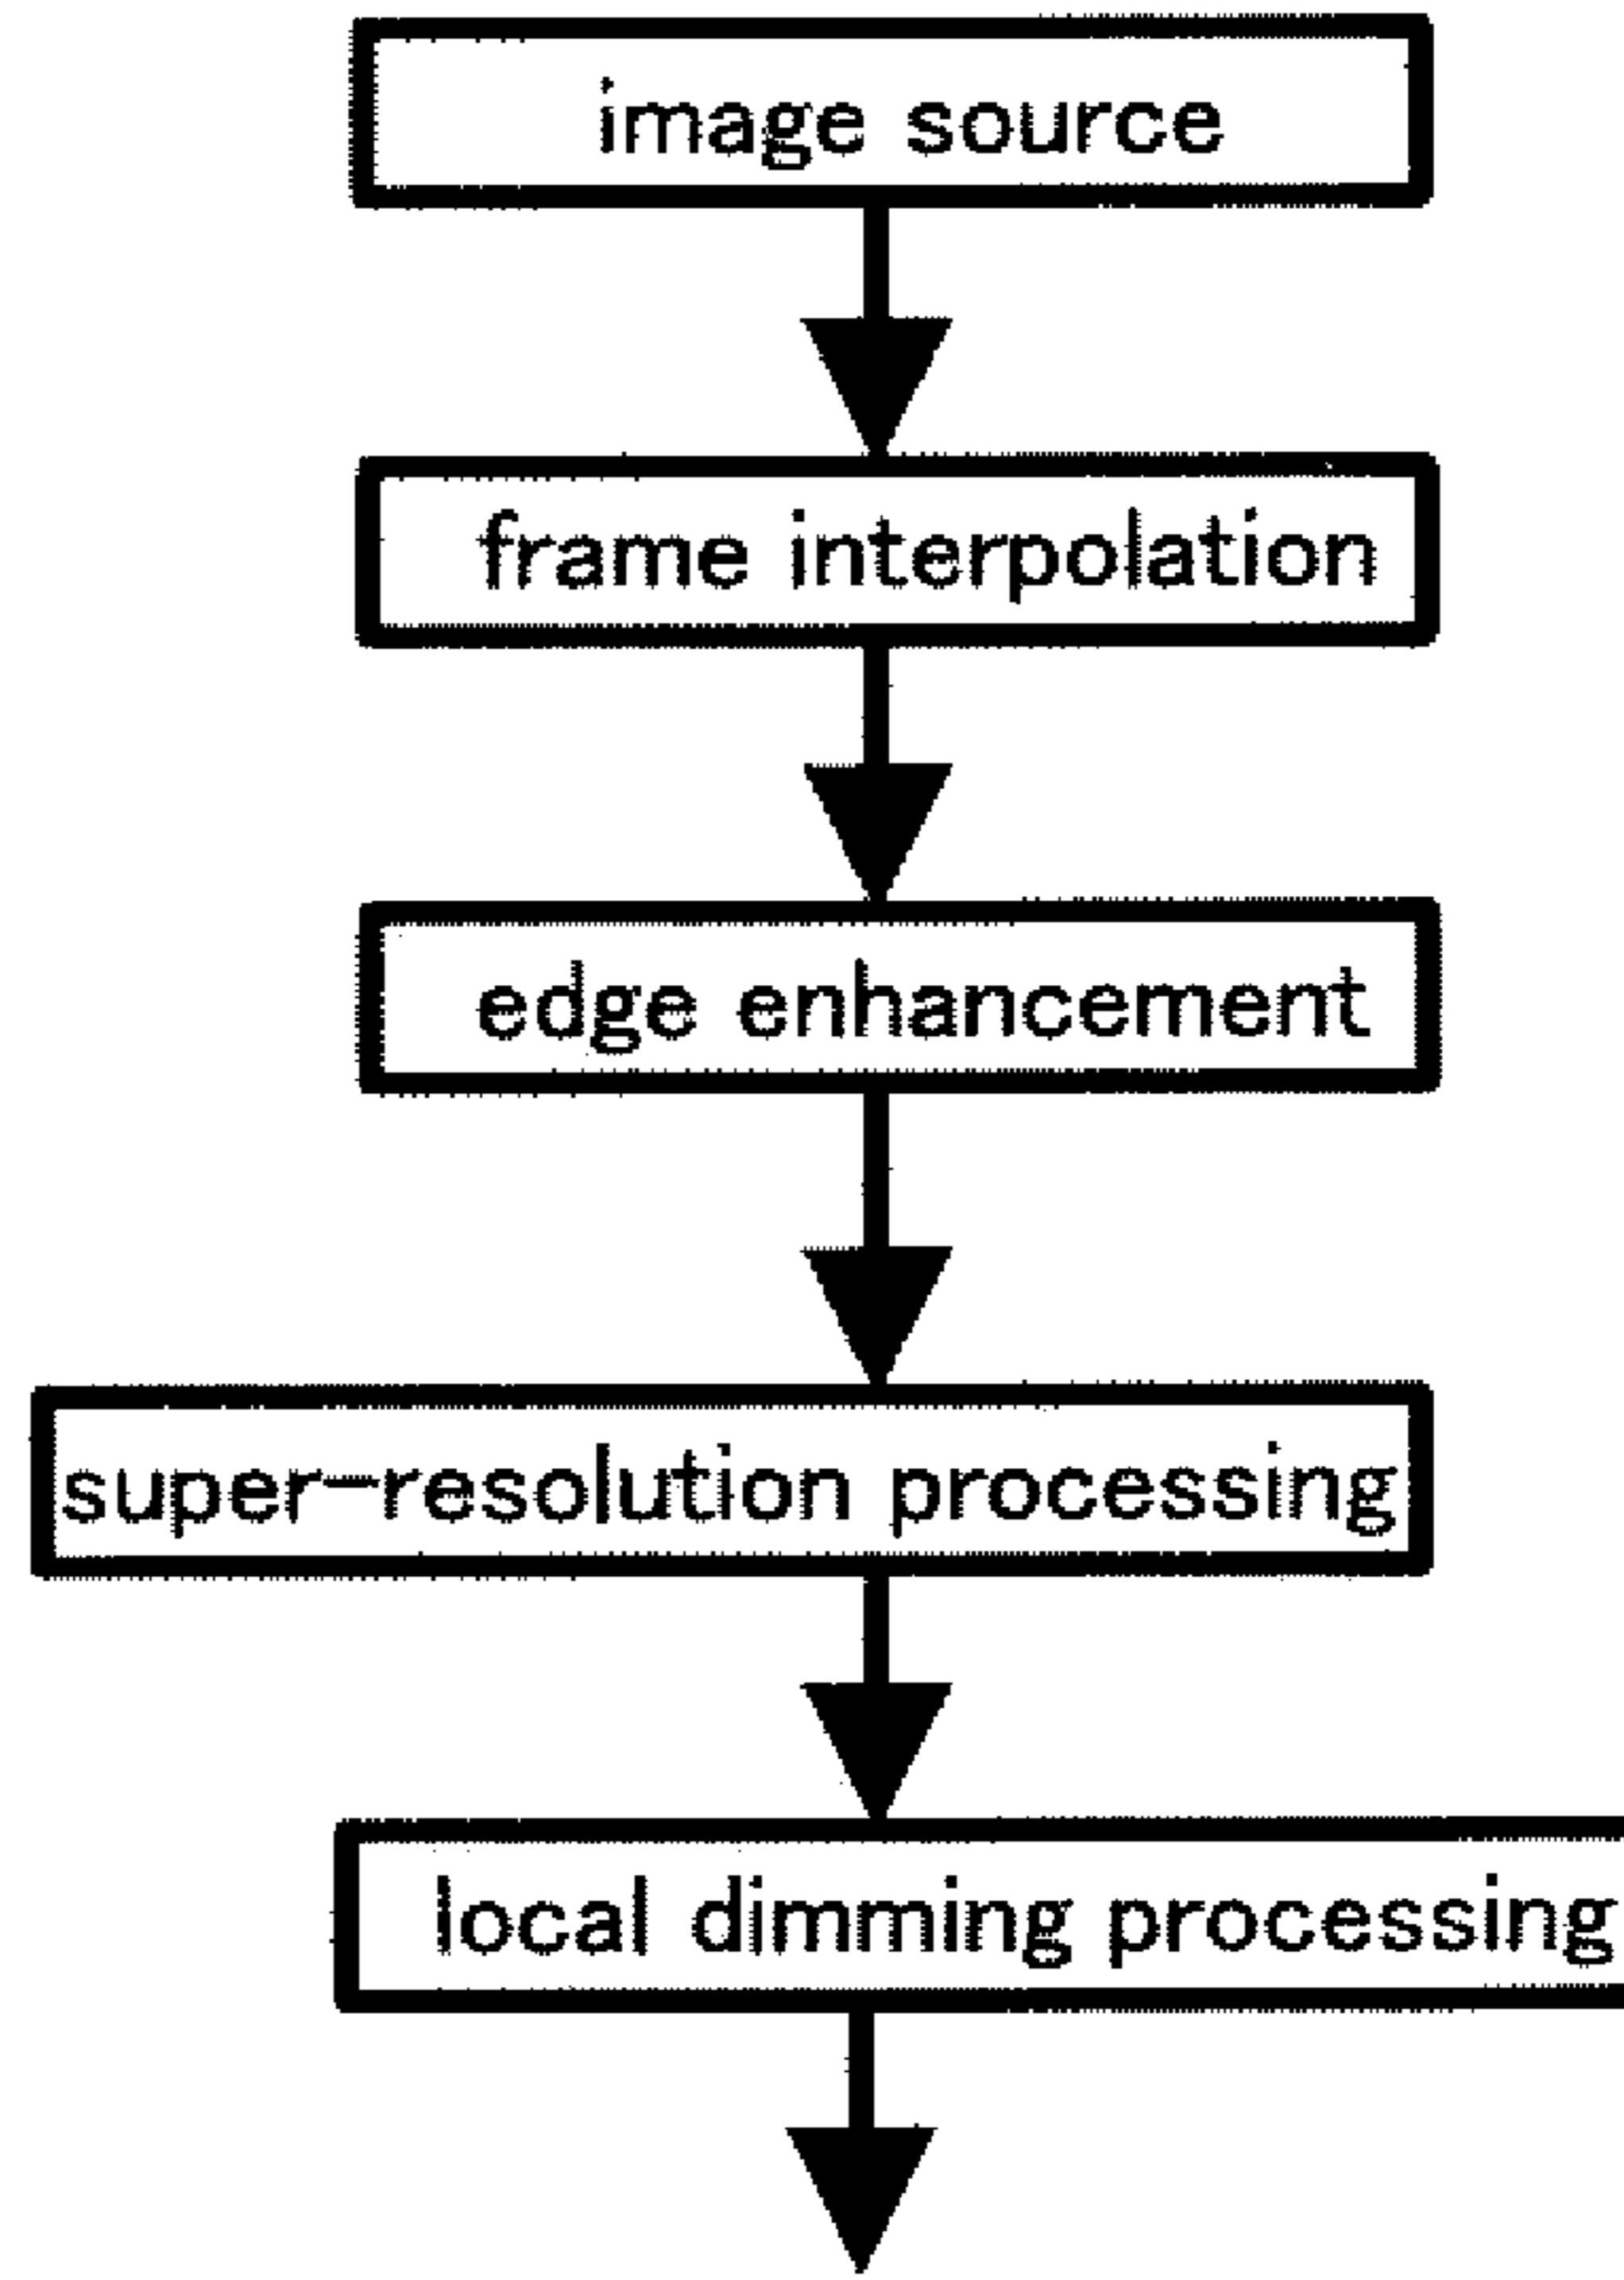 image source
frame interpolation
edge enhancement
super-resolution processing
local dimming processing